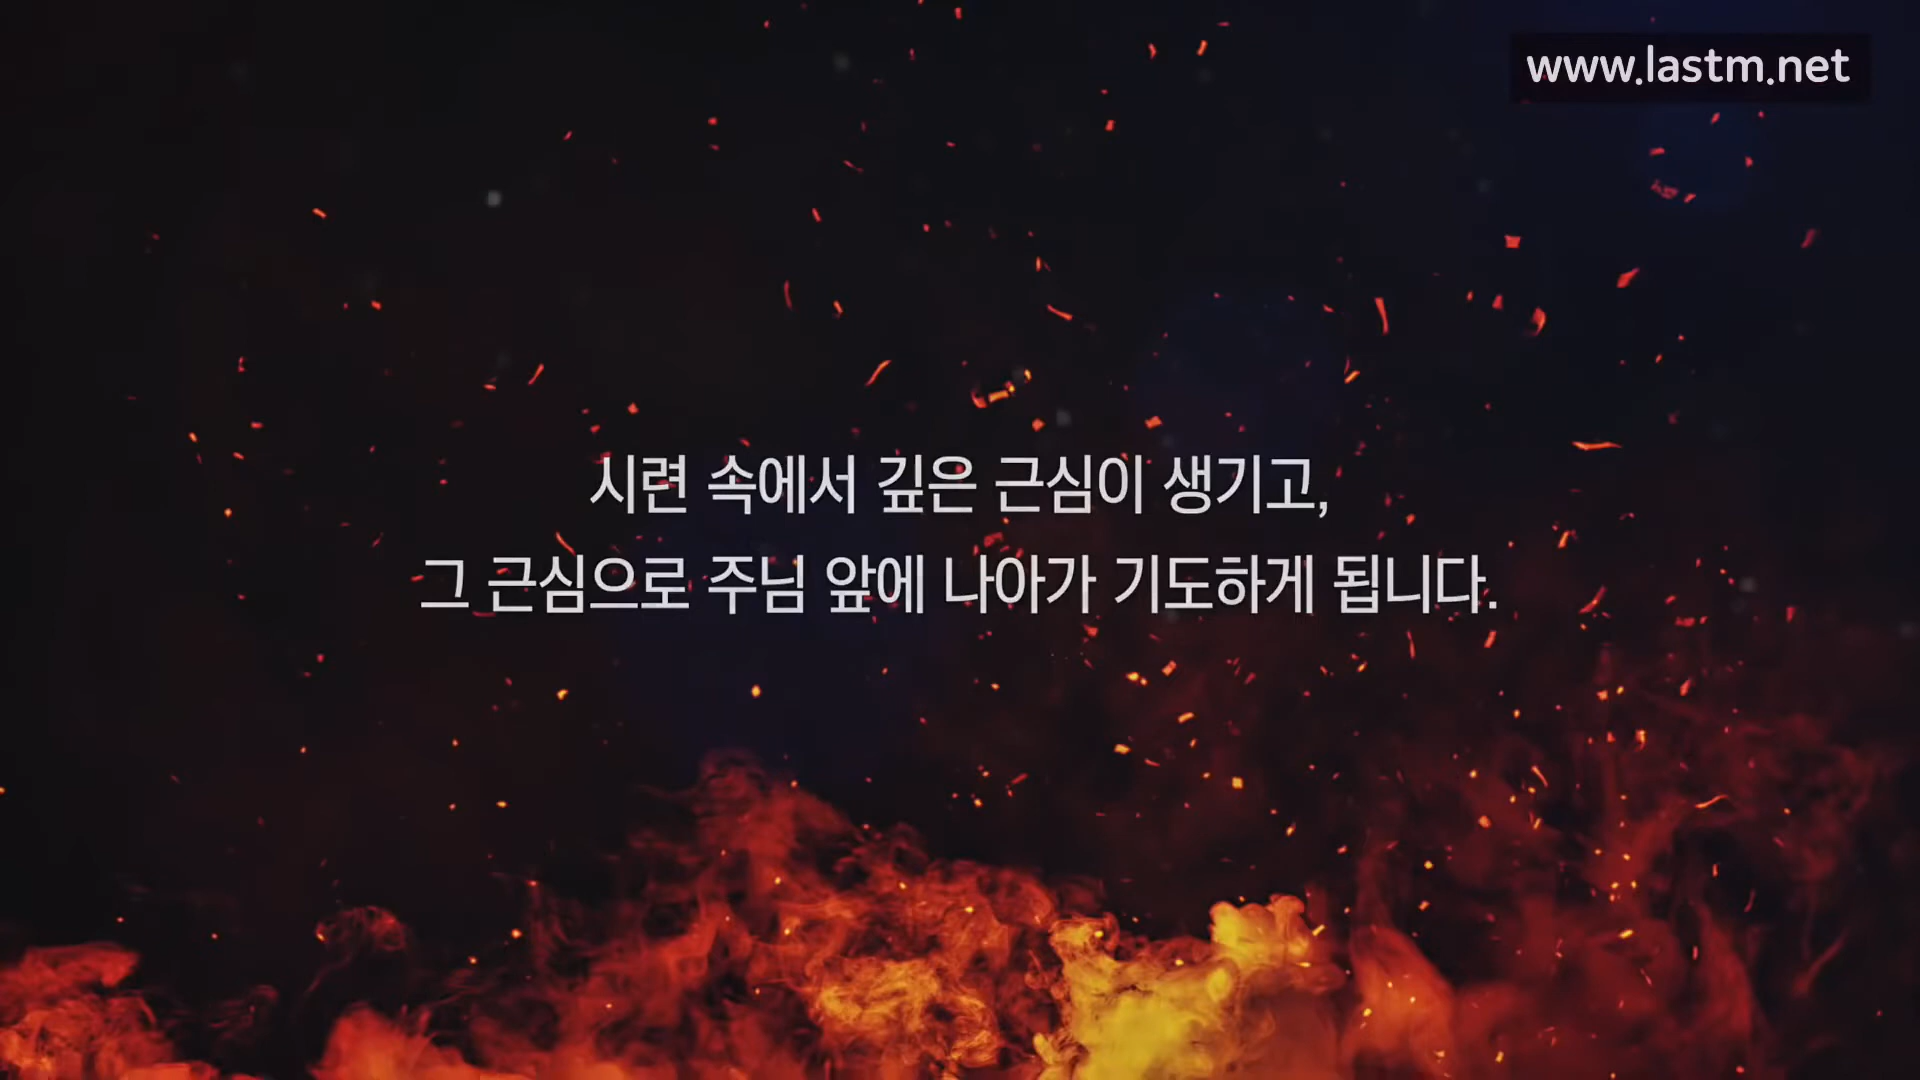 www.lastm.net
시련 속에서 깊은 근심이 생기고,
그 근심으로 주님 앞에 나아가 기도하게 됩니다.